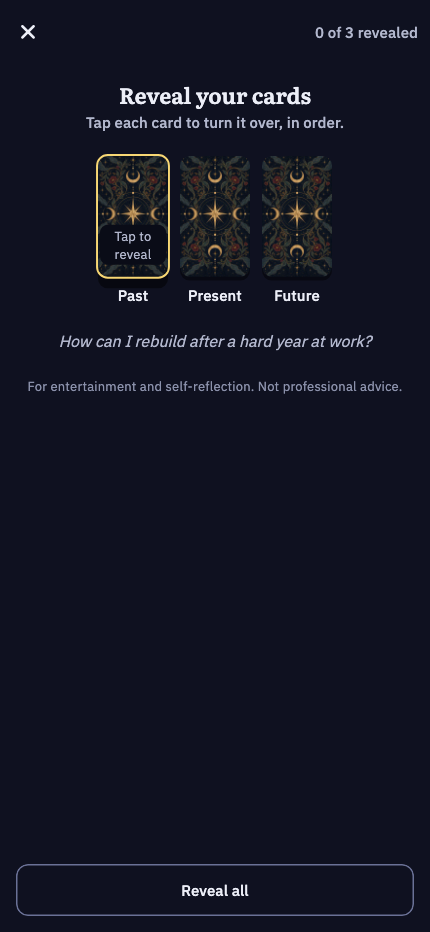 0 of 3 revealed
Reveal your cards
Tap each card to turn it over, in order.
Tap to
reveal
Past
Present
Future
How can I rebuild after a hard year at work?
For entertainment and self-reflection. Not professional advice.
Reveal all